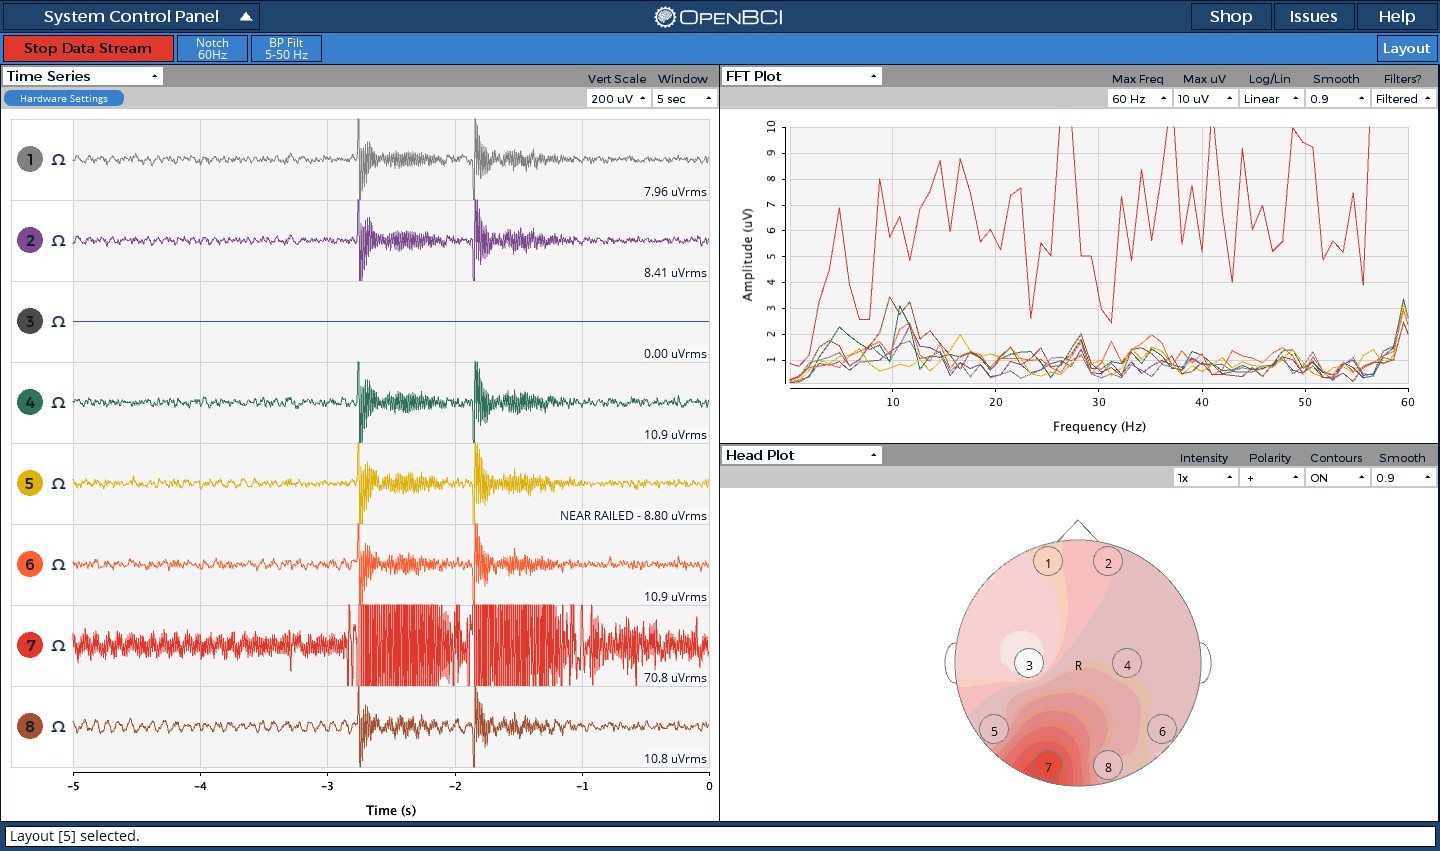 System Control Panel
OPENBCI
Shop
Issues
Help
Stop Data Stream
Notch
60Hz
BP Filt
5-50 Hz
Layout
Time Series
Vert Scale
Window
Hardware Settings
200 uV
5 sec
1 Ω
7.96 uVrms
2 Ω
8.41 uVrms
3 Ω
0.00 uVrms
4 Ω
10.9 uVrms
5 Ω
NEAR RAILED - 8.80 uVrms
6 Ω
10.9 uVrms
7 Ω
70.8 uVrms
8 Ω
10.8 uVrms
-5 -4 -3 -2 -1 0
Time (s)
FFT Plot
Max Freq
Max uV
Log/Lin
Smooth
Filters?
60 Hz
10 uV
Linear
0.9
Filtered
10
9
8
7
6
5
4
3
2
1
Amplitude (uV)
10 20 30 40 50 60
Frequency (Hz)
Head Plot
Intensity
Polarity
Contours
Smooth
1x
+
ON
0.9
1 2
3 R 4
5 6
7 8
Layout [5] selected.